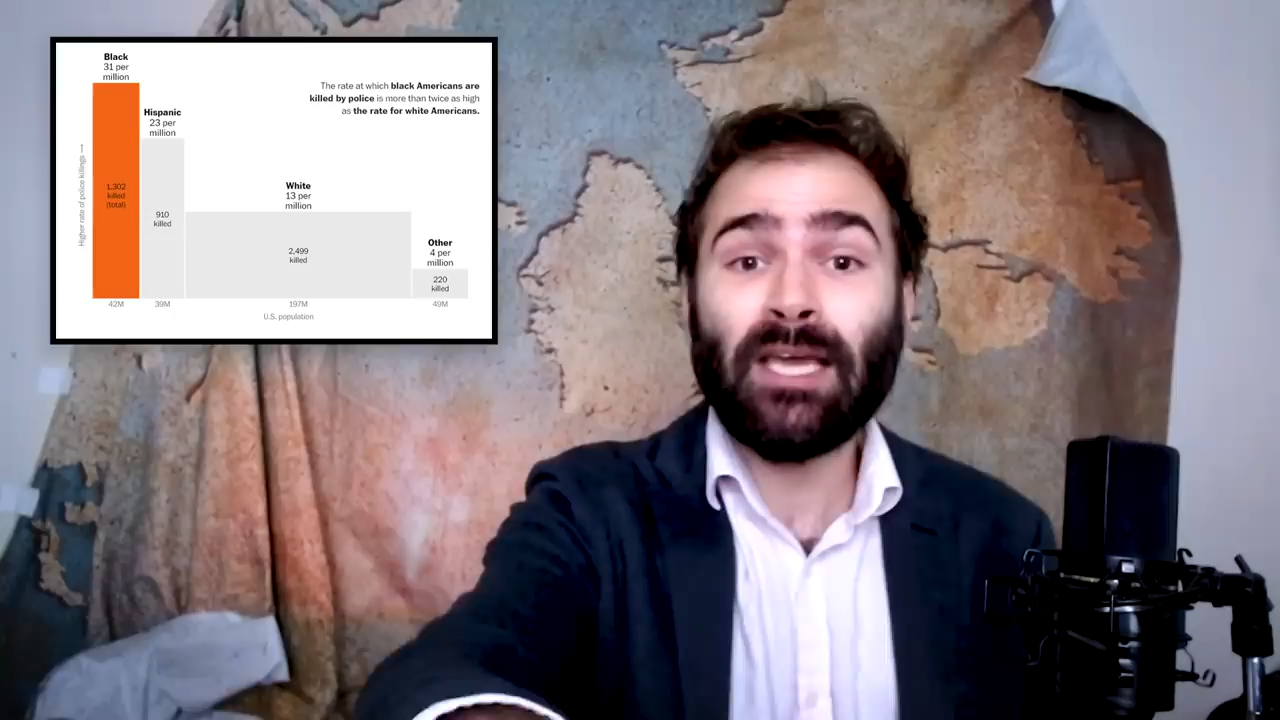 Black
31 per
million
The rate at which black Americans are
killed by police is more than twice as high
as the rate for white Americans.
Hispanic
23 per
million
Higher rate of police killings →
White
13 per
million
1,302
killed
(total)
910
killed
2,499
killed
Other
4 per
million
220
killed
42M
39M
197M
49M
U.S. population